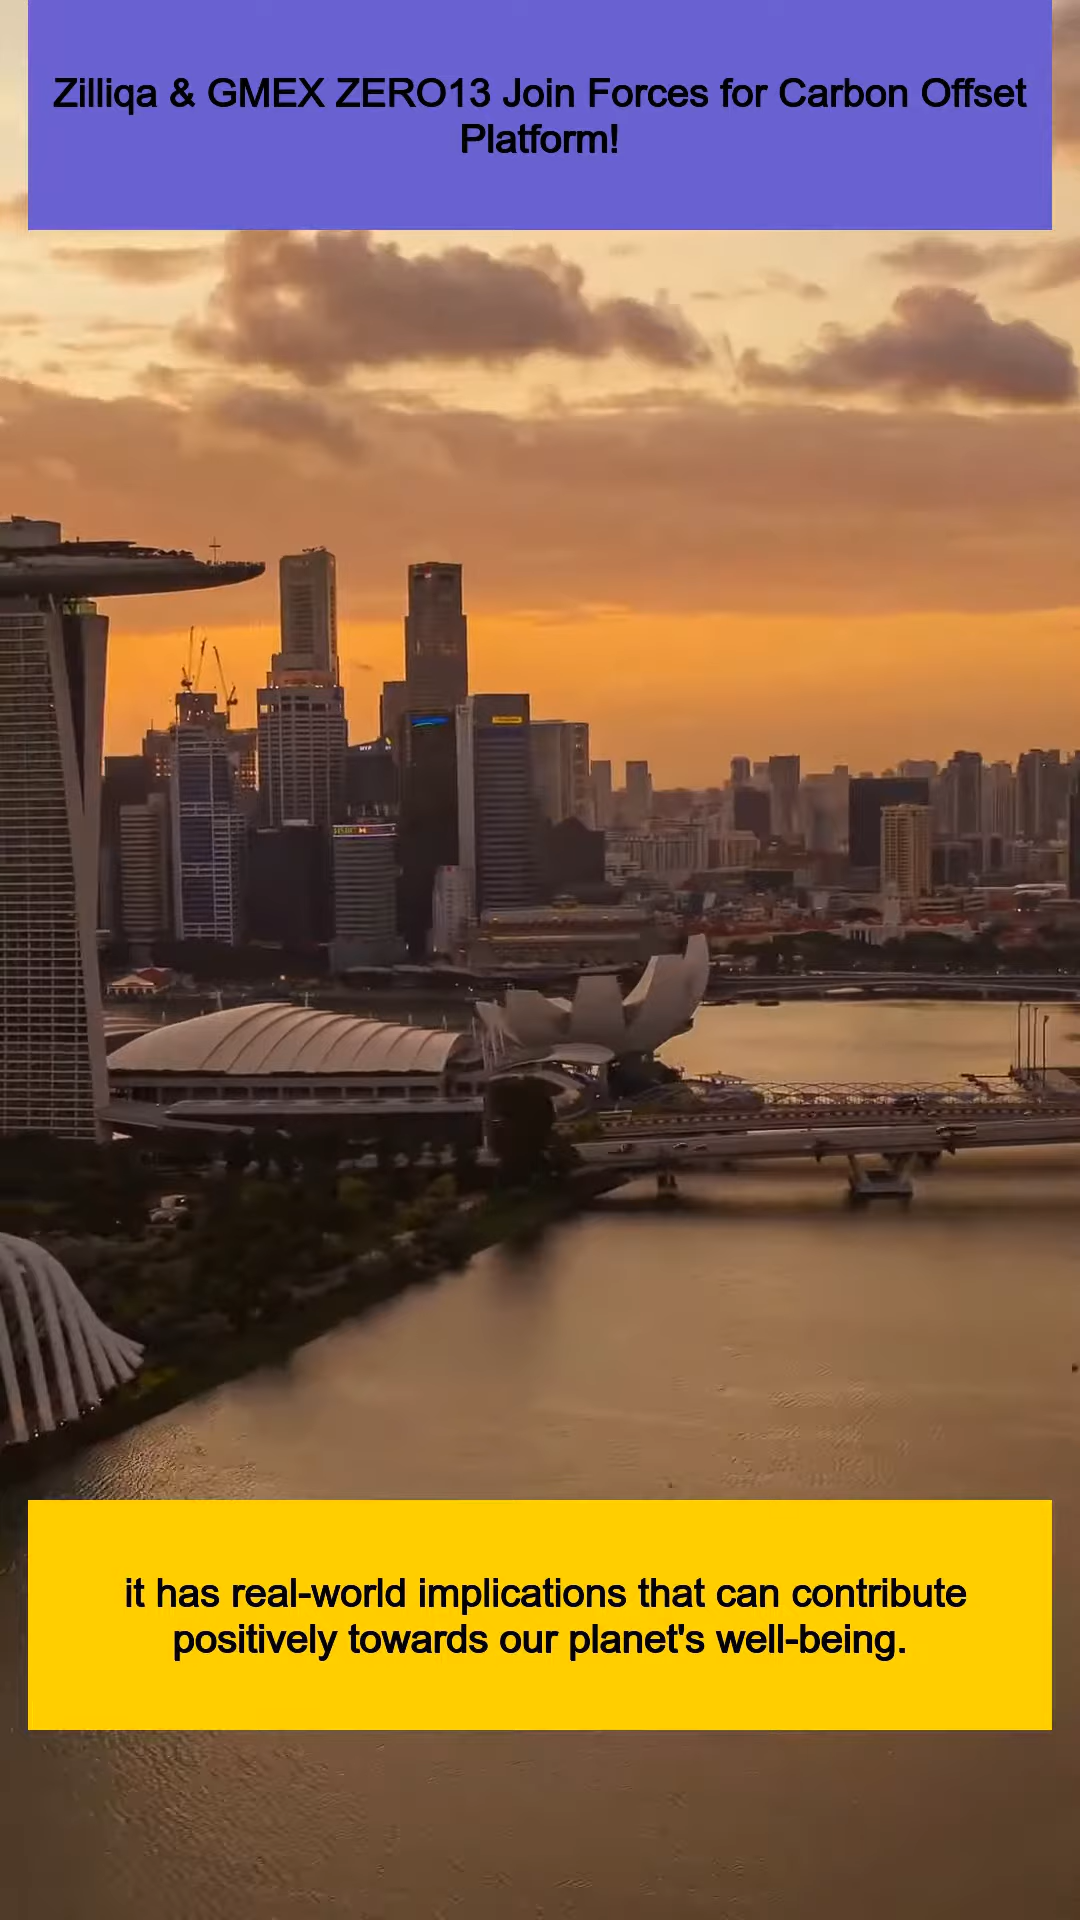 Zilliqa & GMEX ZERO13 Join Forces for Carbon Offset
Platform!
it has real-world implications that can contribute
positively towards our planet's well-being.